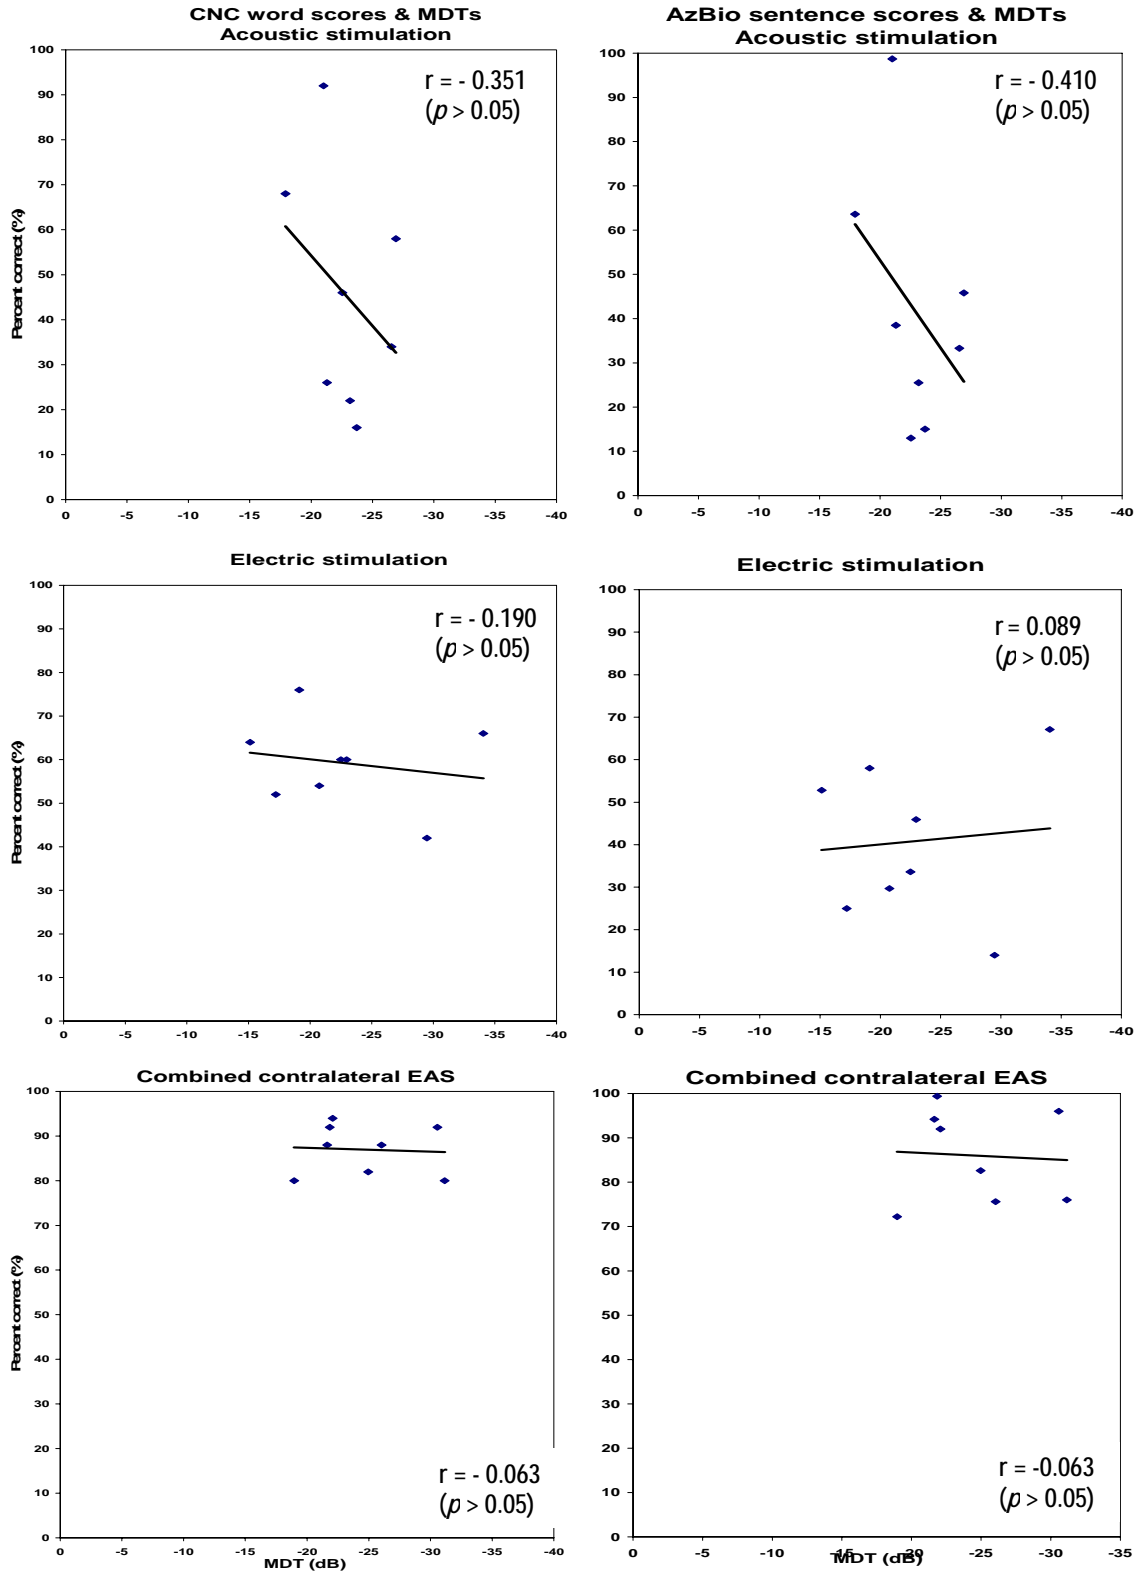 CNC word scores & MDTs
Acoustic stimulation
r = - 0.351
(p > 0.05)
Percent correct (%)
100
90
80
70
60
50
40
30
20
10
0
0 -5 -10 -15 -20 -25 -30 -35 -40
AzBio sentence scores & MDTs
Acoustic stimulation
r = - 0.410
(p > 0.05)
100
90
80
70
60
50
40
30
20
10
0
0 -5 -10 -15 -20 -25 -30 -35 -40
Electric stimulation
r = - 0.190
(p > 0.05)
Percent correct (%)
100
90
80
70
60
50
40
30
20
10
0
0 -5 -10 -15 -20 -25 -30 -35 -40
Electric stimulation
r = 0.089
(p > 0.05)
100
90
80
70
60
50
40
30
20
10
0
0 -5 -10 -15 -20 -25 -30 -35 -40
Combined contralateral EAS
Percent correct (%)
100
90
80
70
60
50
40
30
20
10
0
r = - 0.063
(p > 0.05)
0 -5 -10 -15 -20 -25 -30 -35 -40
MDT (dB)
Combined contralateral EAS
100
90
80
70
60
50
40
30
20
10
0
r = -0.063
(p > 0.05)
0 -5 -10 -15 -20 -25 -30 -35
MDT (dB)